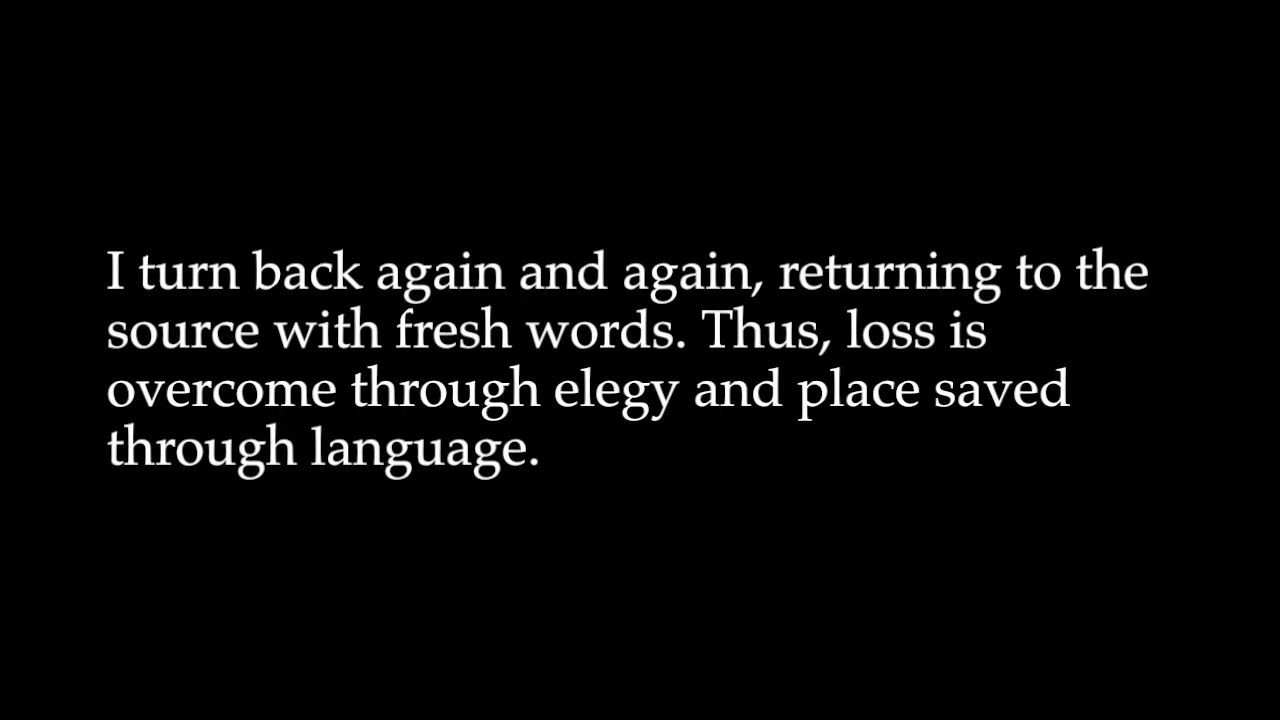 I turn back again and again, returning to the
source with fresh words. Thus, loss is
overcome through elegy and place saved
through language.